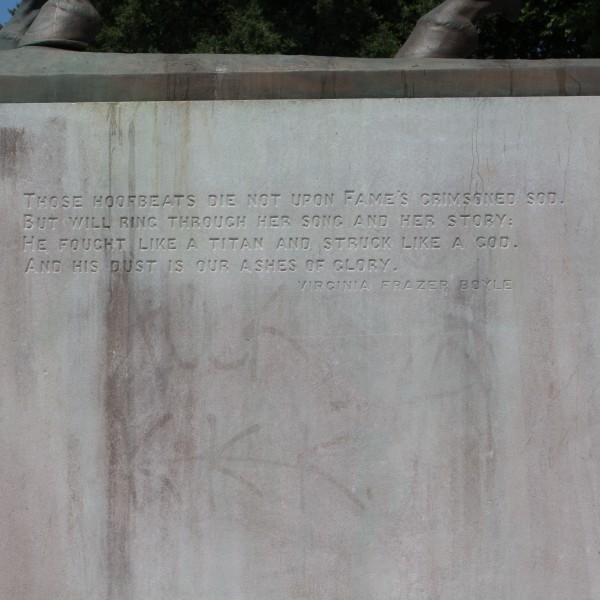 THOSE HOOFBEATS DIE NOT UPON FAME'S CRIMSONED SOD.
BUT WILL RING THROUGH HER SONG AND HER STORY:
HE FOUGHT LIKE A TITAN AND STRUCK LIKE A GOD.
AND HIS DUST IS OUR ASHES OF GLORY.
VIRGINIA FRAZER BOYLE